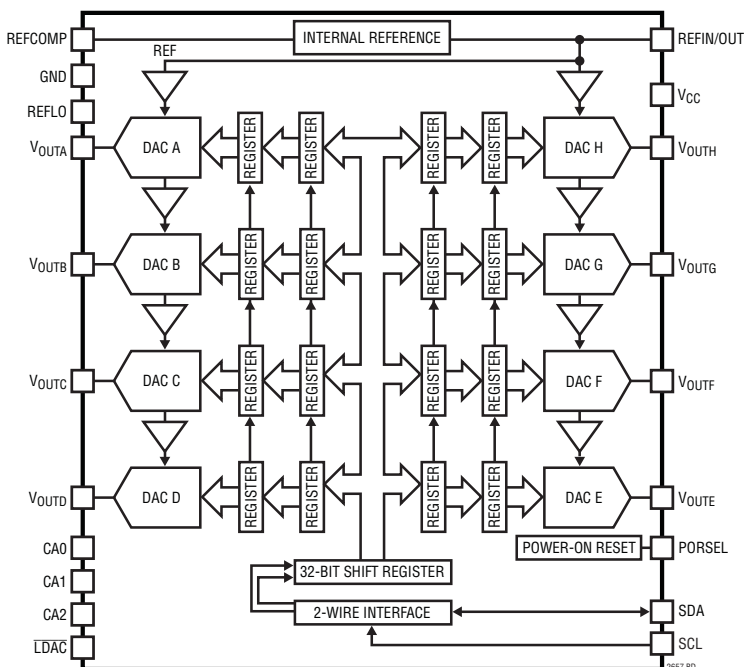 REFCOMP
INTERNAL REFERENCE
REFIN/OUT
REF
GND
VCC
REFLO
VOUTA
DAC A
REGISTER
REGISTER
REGISTER
REGISTER
DAC H
VOUTH
VOUTB
DAC B
REGISTER
REGISTER
REGISTER
REGISTER
DAC G
VOUTG
VOUTC
DAC C
REGISTER
REGISTER
REGISTER
REGISTER
DAC F
VOUTF
VOUTD
DAC D
REGISTER
REGISTER
REGISTER
REGISTER
DAC E
VOUTE
CA0
POWER-ON RESET
PORSEL
32-BIT SHIFT REGISTER
CA1
CA2
2-WIRE INTERFACE
SDA
LDAC
SCL
2657 BD